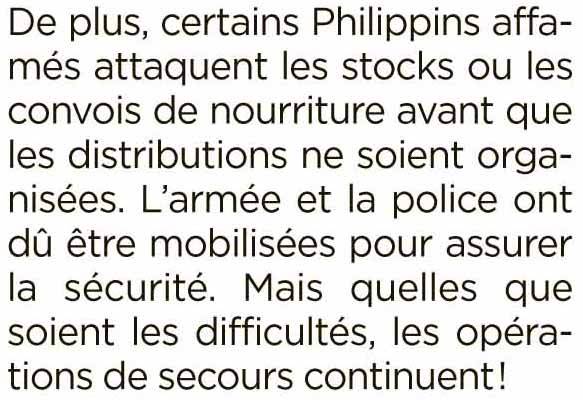 De plus, certains Philippins affa-
més attaquent les stocks ou les
convois de nourriture avant que
les distributions ne soient orga-
nisées. L’armée et la police ont
dû être mobilisées pour assurer
la sécurité. Mais quelles que
soient les difficultés, les opéra-
tions de secours continuent!